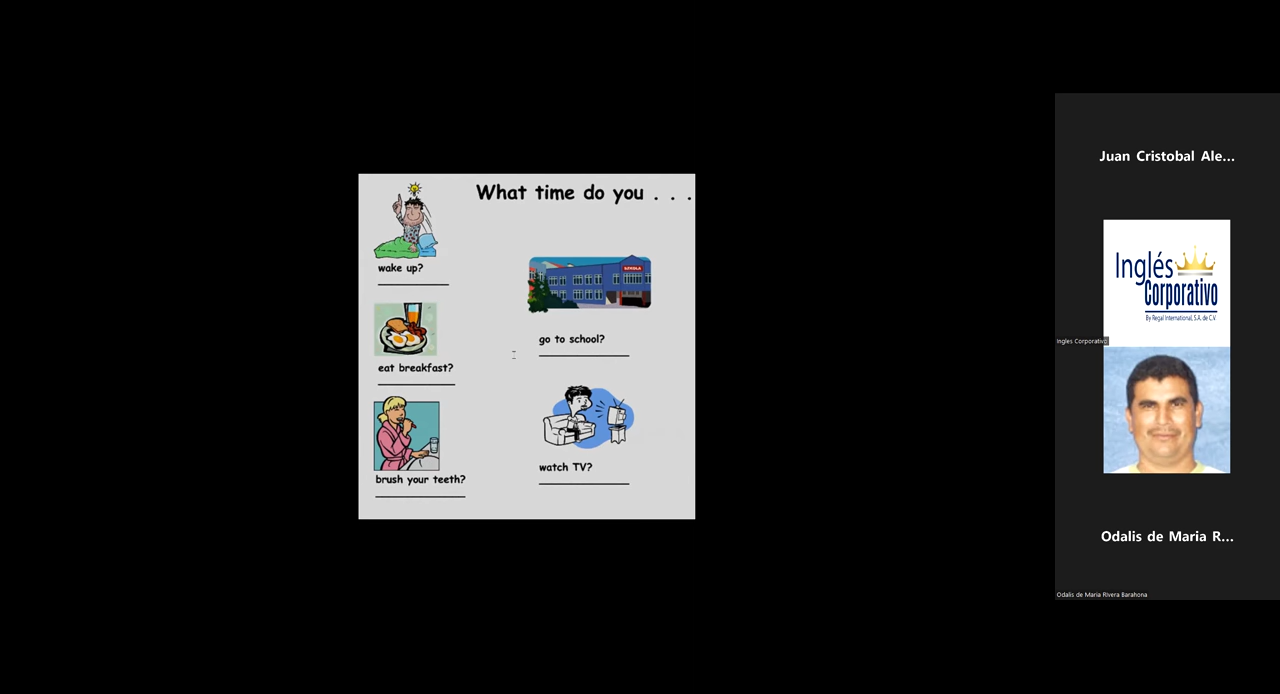 What time do you . . .
wake up?
eat breakfast?
brush your teeth?
ŠKOLA
go to school?
watch TV?
Juan Cristobal Ale...
Inglés
Corporativo
By Regal International, S.A. de C.V
Ingles Corporativo
Odalis de Maria R...
Odalis de Maria Rivera Barahona